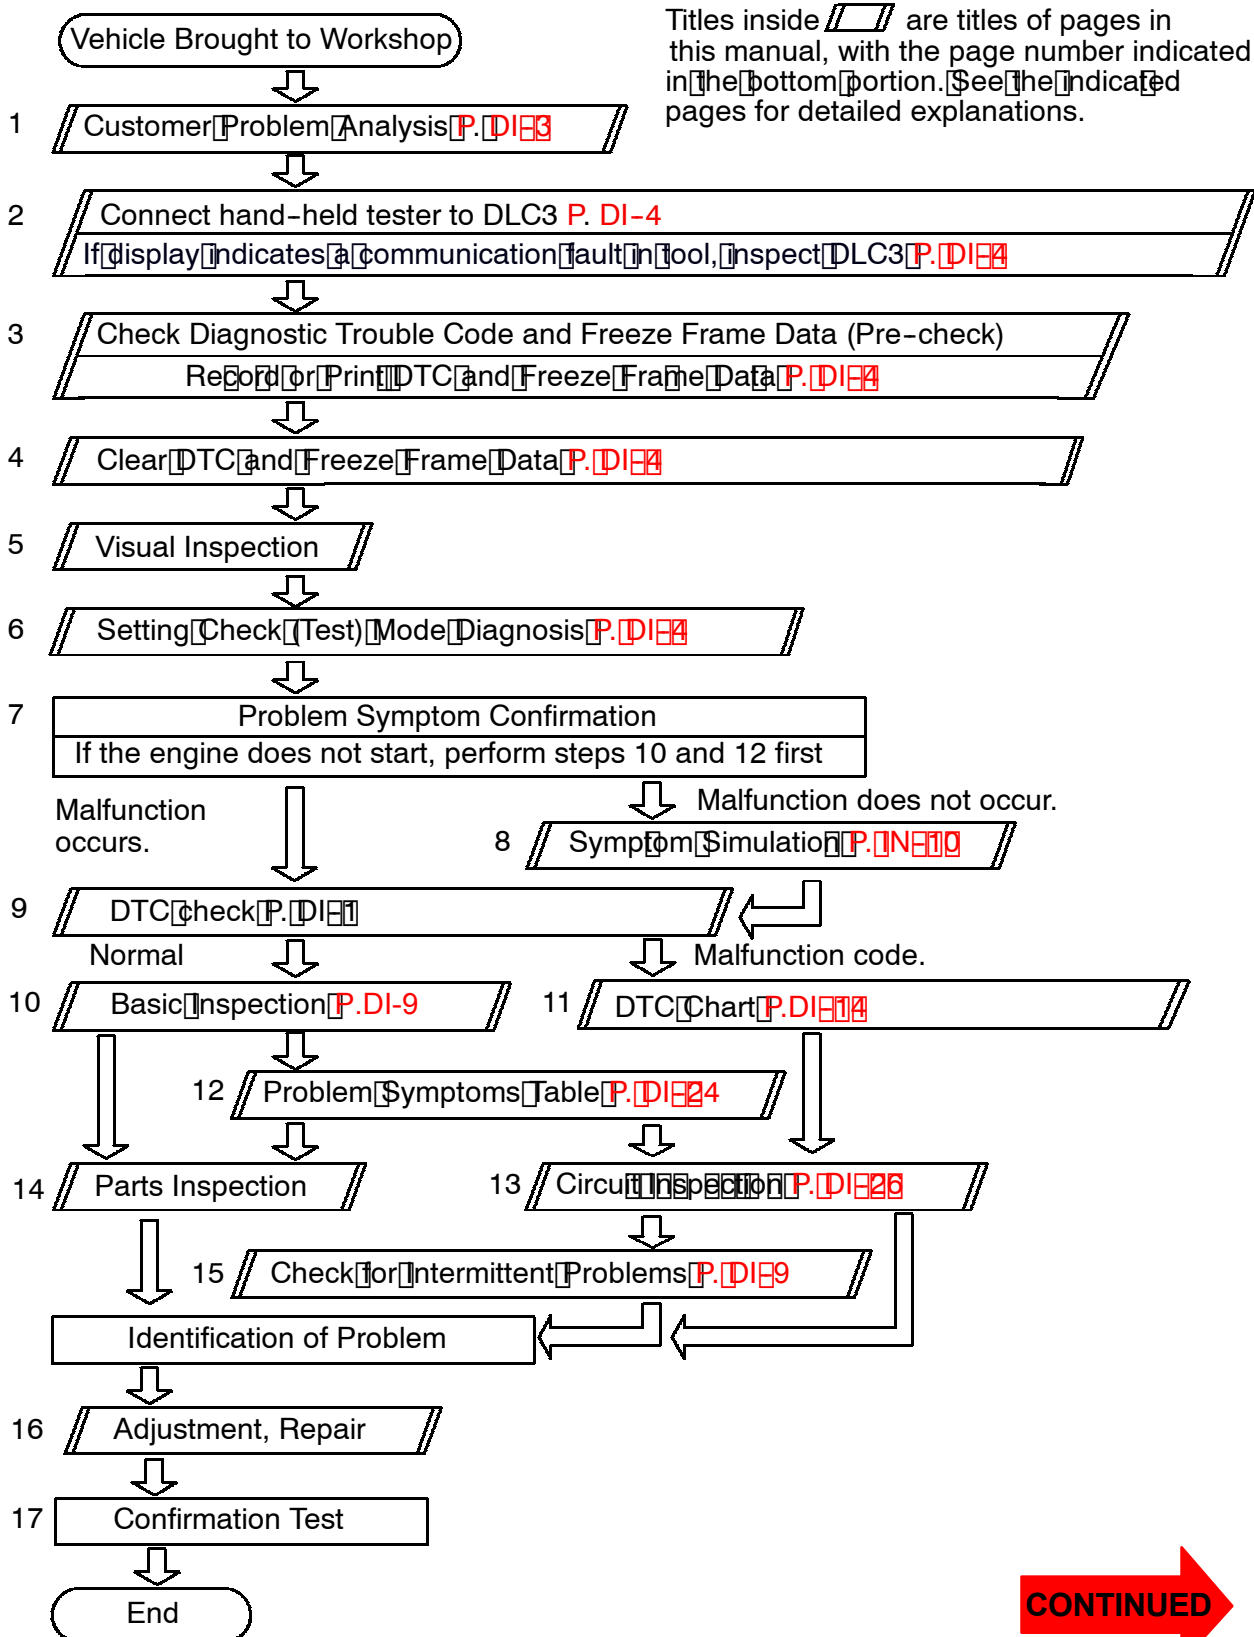 Vehicle Brought to Workshop
Titles inside are titles of pages in
this manual, with the page number indicated
in the bottom portion. See the indicated
pages for detailed explanations.
1 Customer Problem Analysis P. DI-3
2 Connect hand-held tester to DLC3 P. DI-4
If display indicates a communication fault in tool, inspect DLC3 P. DI-4
3 Check Diagnostic Trouble Code and Freeze Frame Data (Pre-check)
Record or Print DTC and Freeze Frame Data P. DI-4
4 Clear DTC and Freeze Frame Data P. DI-4
5 Visual Inspection
6 Setting Check (Test) Mode Diagnosis P. DI-4
7 Problem Symptom Confirmation
If the engine does not start, perform steps 10 and 12 first
Malfunction
occurs.
Malfunction does not occur.
8 Symptom Simulation P. IN-10
9 DTC check P. DI-1
Normal
Malfunction code.
10 Basic Inspection P.DI-9
11 DTC Chart P.DI-14
12 Problem Symptoms Table P. DI-24
14 Parts Inspection
13 Circuit Inspection P. DI-26
15 Check for Intermittent Problems P. DI-9
Identification of Problem
16 Adjustment, Repair
17 Confirmation Test
End
CONTINUED